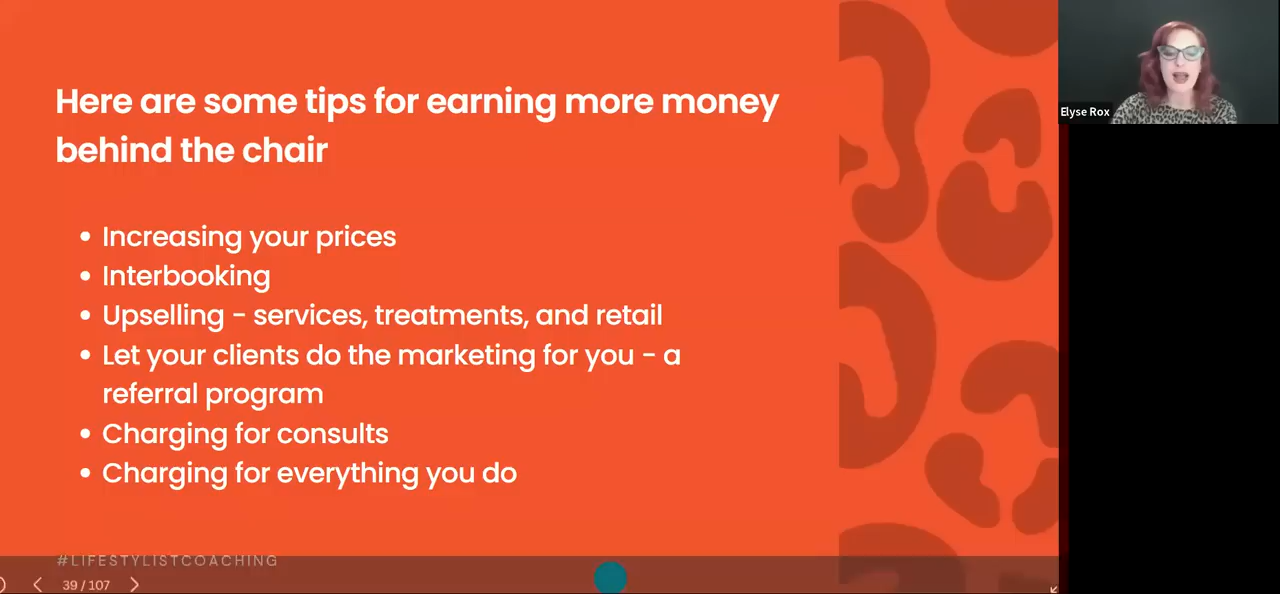 Here are some tips for earning more money
behind the chair
• Increasing your prices
• Interbooking
• Upselling - services, treatments, and retail
• Let your clients do the marketing for you - a
referral program
• Charging for consults
• Charging for everything you do
#LIFESTYLISTCOACHING
39 / 107
Elyse Rox